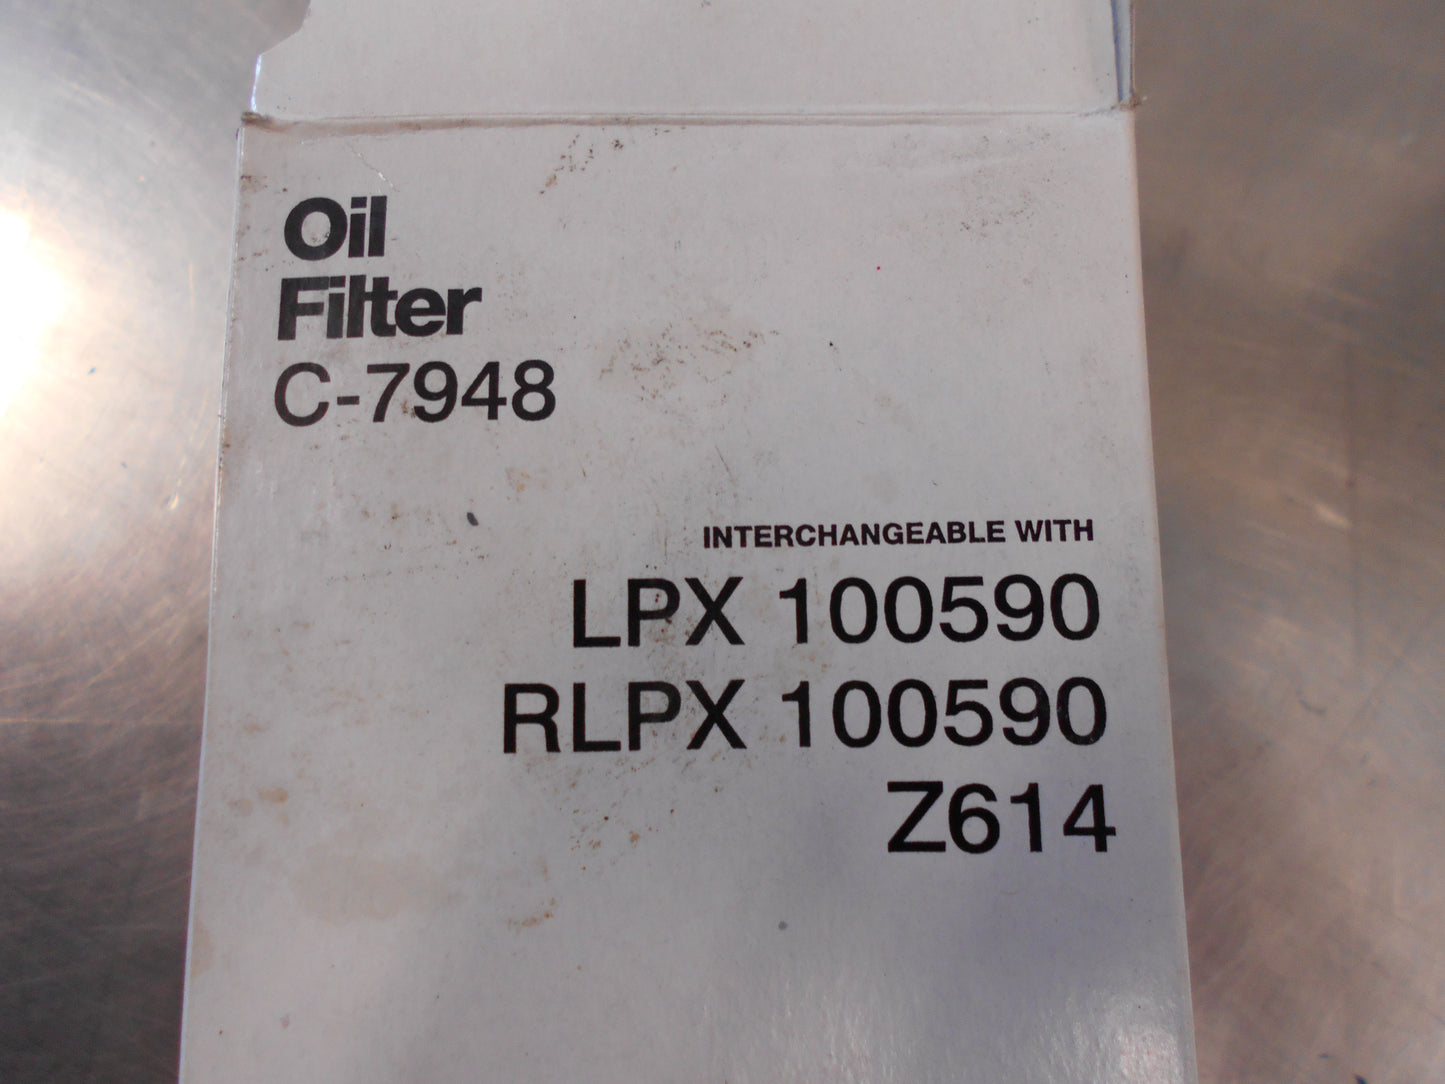 Oil
Filter
C-7948
INTERCHANGEABLE WITH
LPX 100590
RLPX 100590
Z614